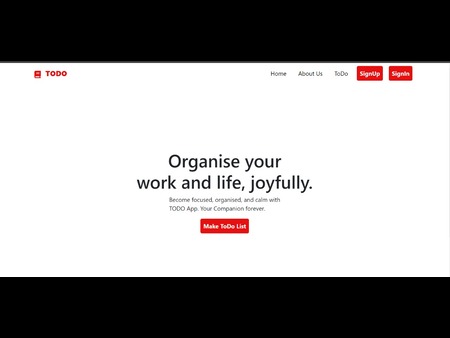 TODO
Home About Us ToDo SignUp SignIn
Organise your
work and life, joyfully.
Become focused, organised, and calm with
TODO App. Your Companion forever.
Make ToDo List